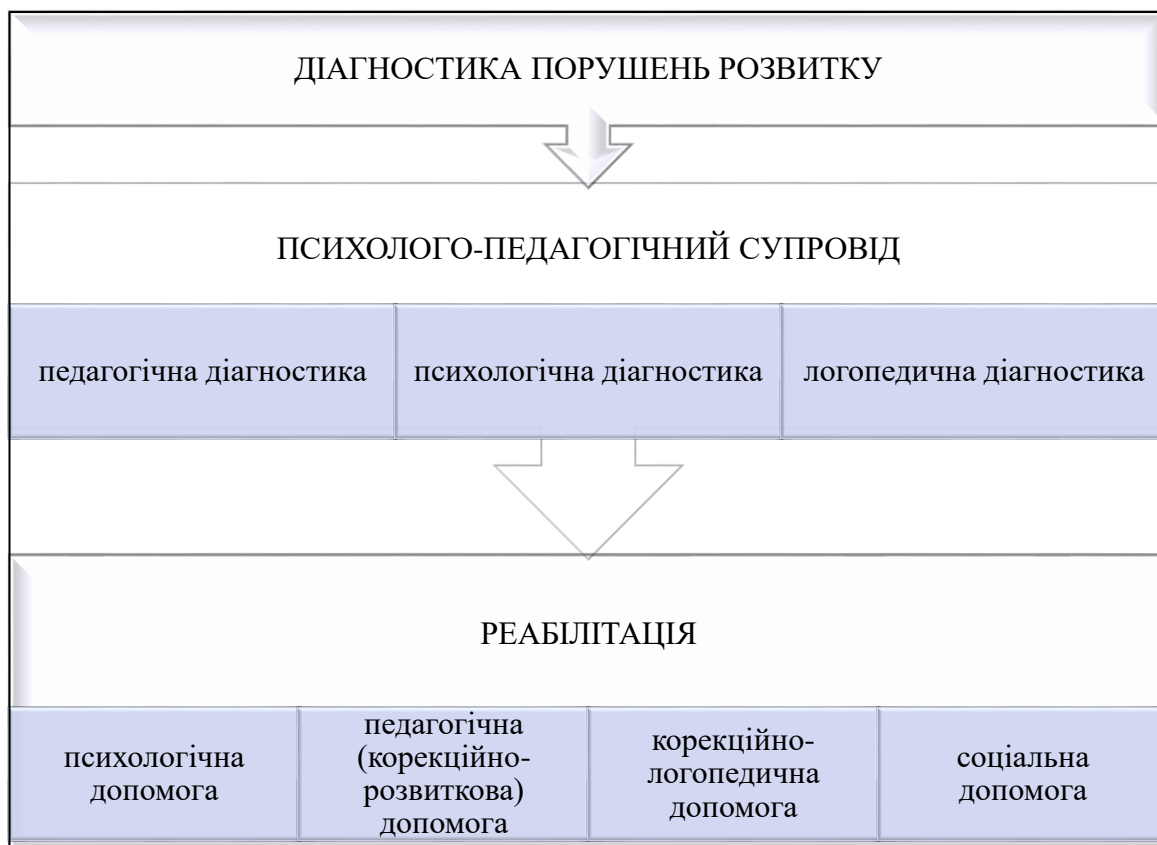 ДІАГНОСТИКА ПОРУШЕНЬ РОЗВИТКУ
ПСИХОЛОГО-ПЕДАГОГІЧНИЙ СУПРОВІД
педагогічна діагностика
психологічна діагностика
логопедична діагностика
РЕАБІЛІТАЦІЯ
психологічна
допомога
педагогічна
(корекційно-
розвиткова)
допомога
корекційно-
логопедична
допомога
соціальна
допомога